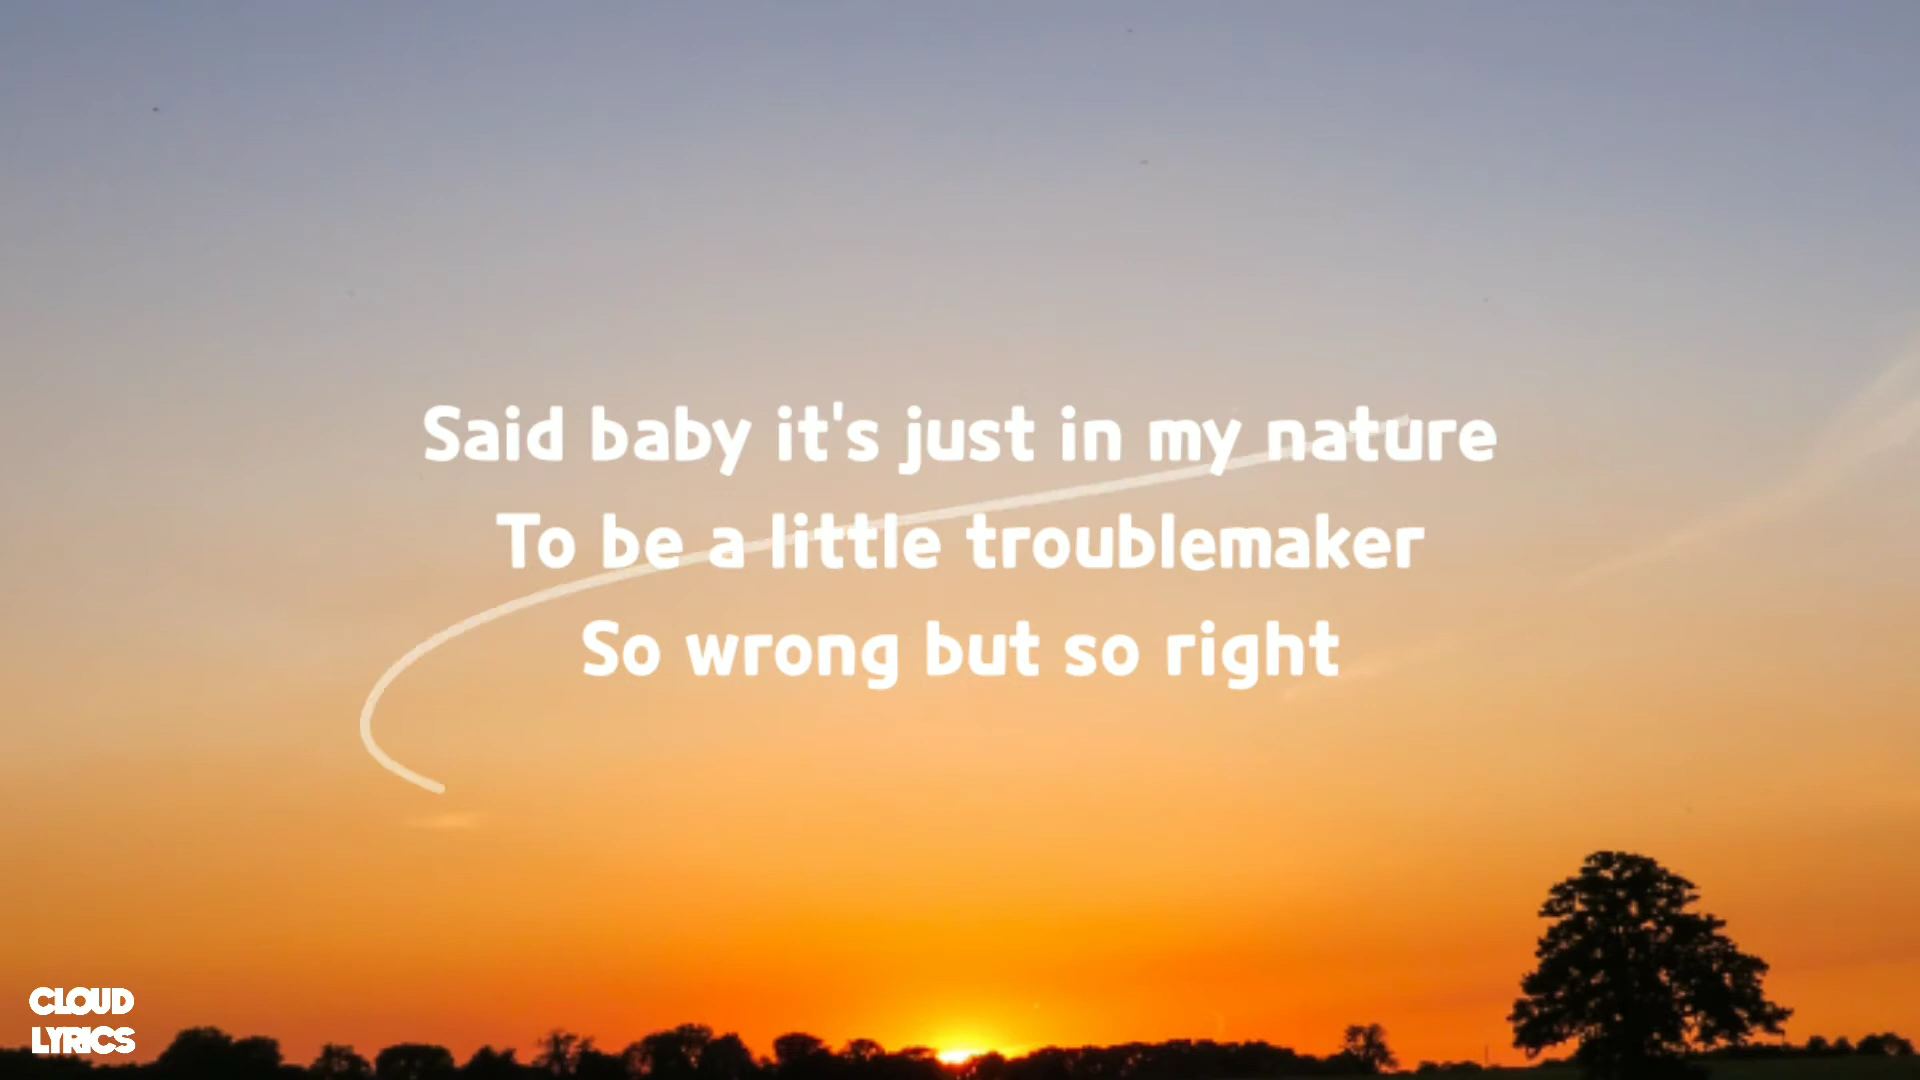 Said baby it's just in my nature
To be a little troublemaker
So wrong but so right
CLOUD
LYRICS